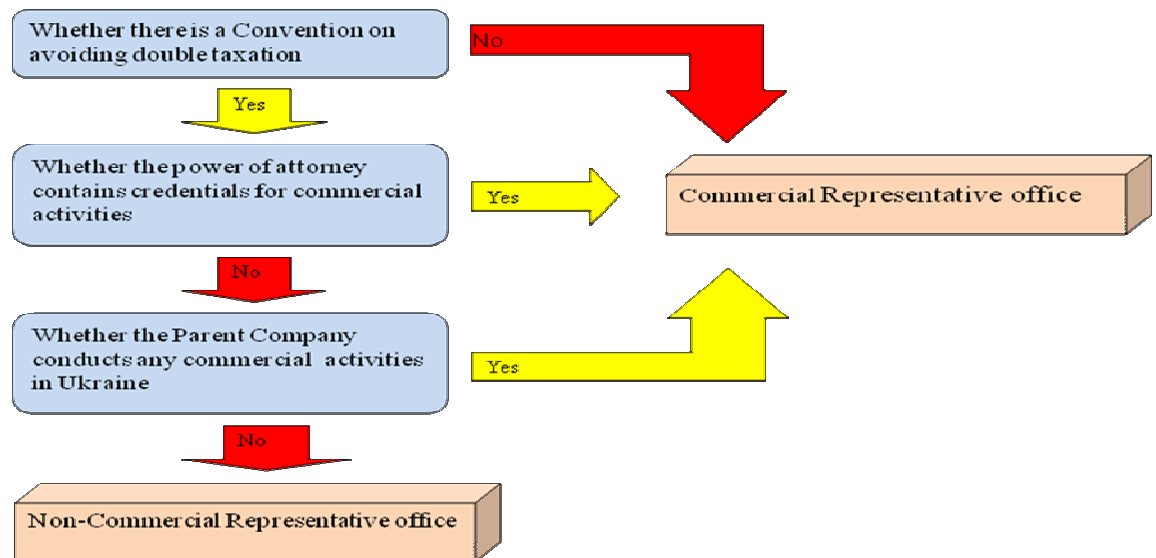 Whether there is a Convention on
avoiding double taxation
No
Yes
Whether the power of attorney
contains credentials for commercial
activities
Yes
Commercial Representative office
No
Whether the Parent Company
conducts any commercial activities
in Ukraine
Yes
No
Non-Commercial Representative office